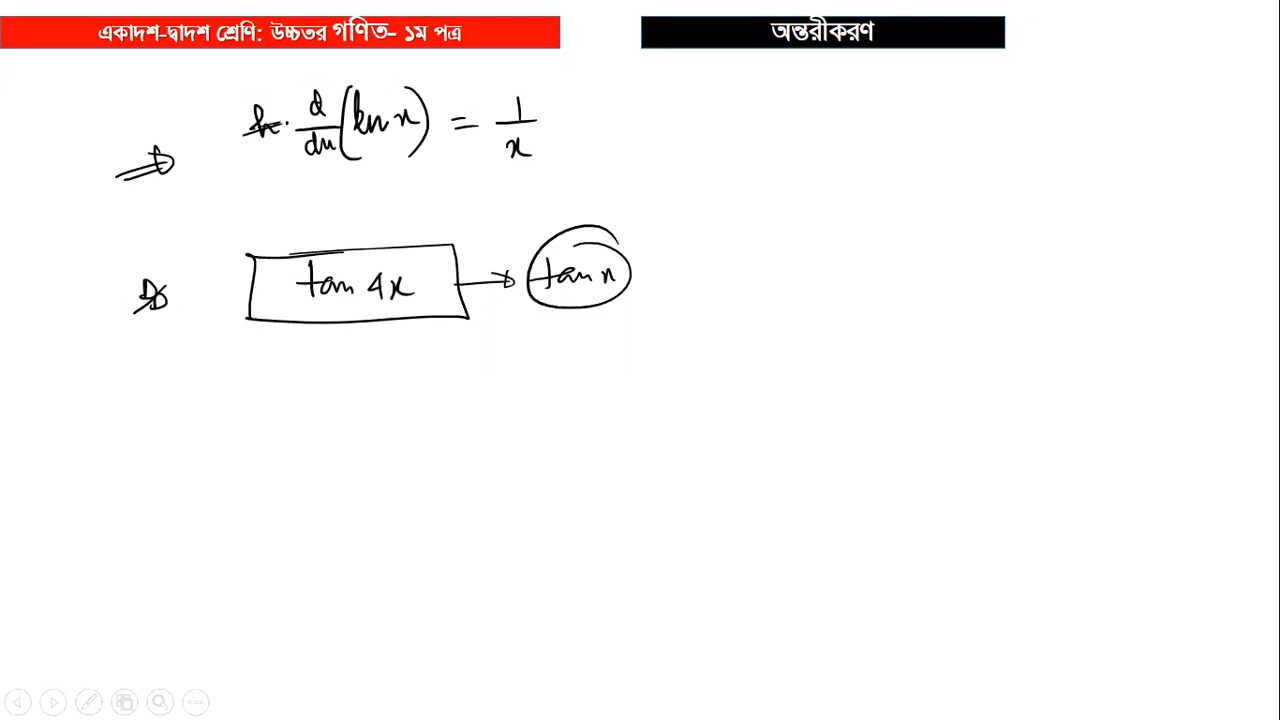 একাদশ-দ্বাদশ শ্রেণি: উচ্চতর গণিত- ১ম পত্র
অন্তরীকরণ
d/dx (ln x) = 1/x
tan 4x → tan x